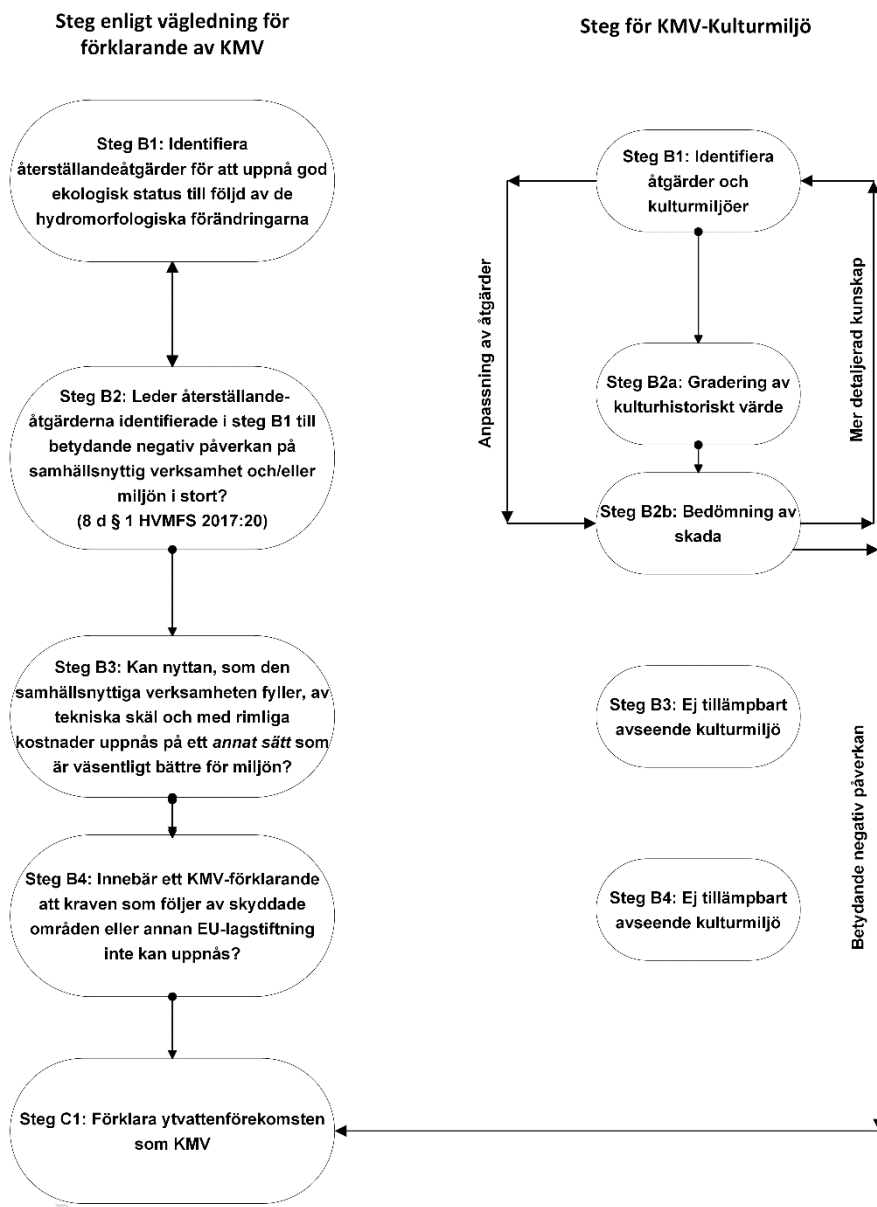 Steg enligt vägledning för
förklarande av KMV
Steg B1: Identifiera
återställandeåtgärder för att uppnå god
ekologisk status till följd av de
hydromorfologiska förändringarna
Steg B2: Leder återställande-
åtgärderna identifierade i steg B1 till
betydande negativ påverkan på
samhällsnyttig verksamhet och/eller
miljön i stort?
(8 d § 1 HVMFS 2017:20)
Steg B3: Kan nyttan, som den
samhällsnyttiga verksamheten fyller, av
tekniska skäl och med rimliga
kostnader uppnås på ett annat sätt som
är väsentligt bättre för miljön?
Steg B4: Innebär ett KMV-förklarande
att kraven som följer av skyddade
områden eller annan EU-lagstiftning
inte kan uppnås?
Steg C1: Förklara ytvattenförekomsten
som KMV
Steg för KMV-Kulturmiljö
Steg B1: Identifiera
åtgärder och
kulturmiljöer
Anpassning av åtgärder
Mer detaljerad kunskap
Steg B2a: Gradering av
kulturhistoriskt värde
Steg B2b: Bedömning av
skada
Steg B3: Ej tillämpbart
avseende kulturmiljö
Steg B4: Ej tillämpbart
avseende kulturmiljö
Betydande negativ påverkan